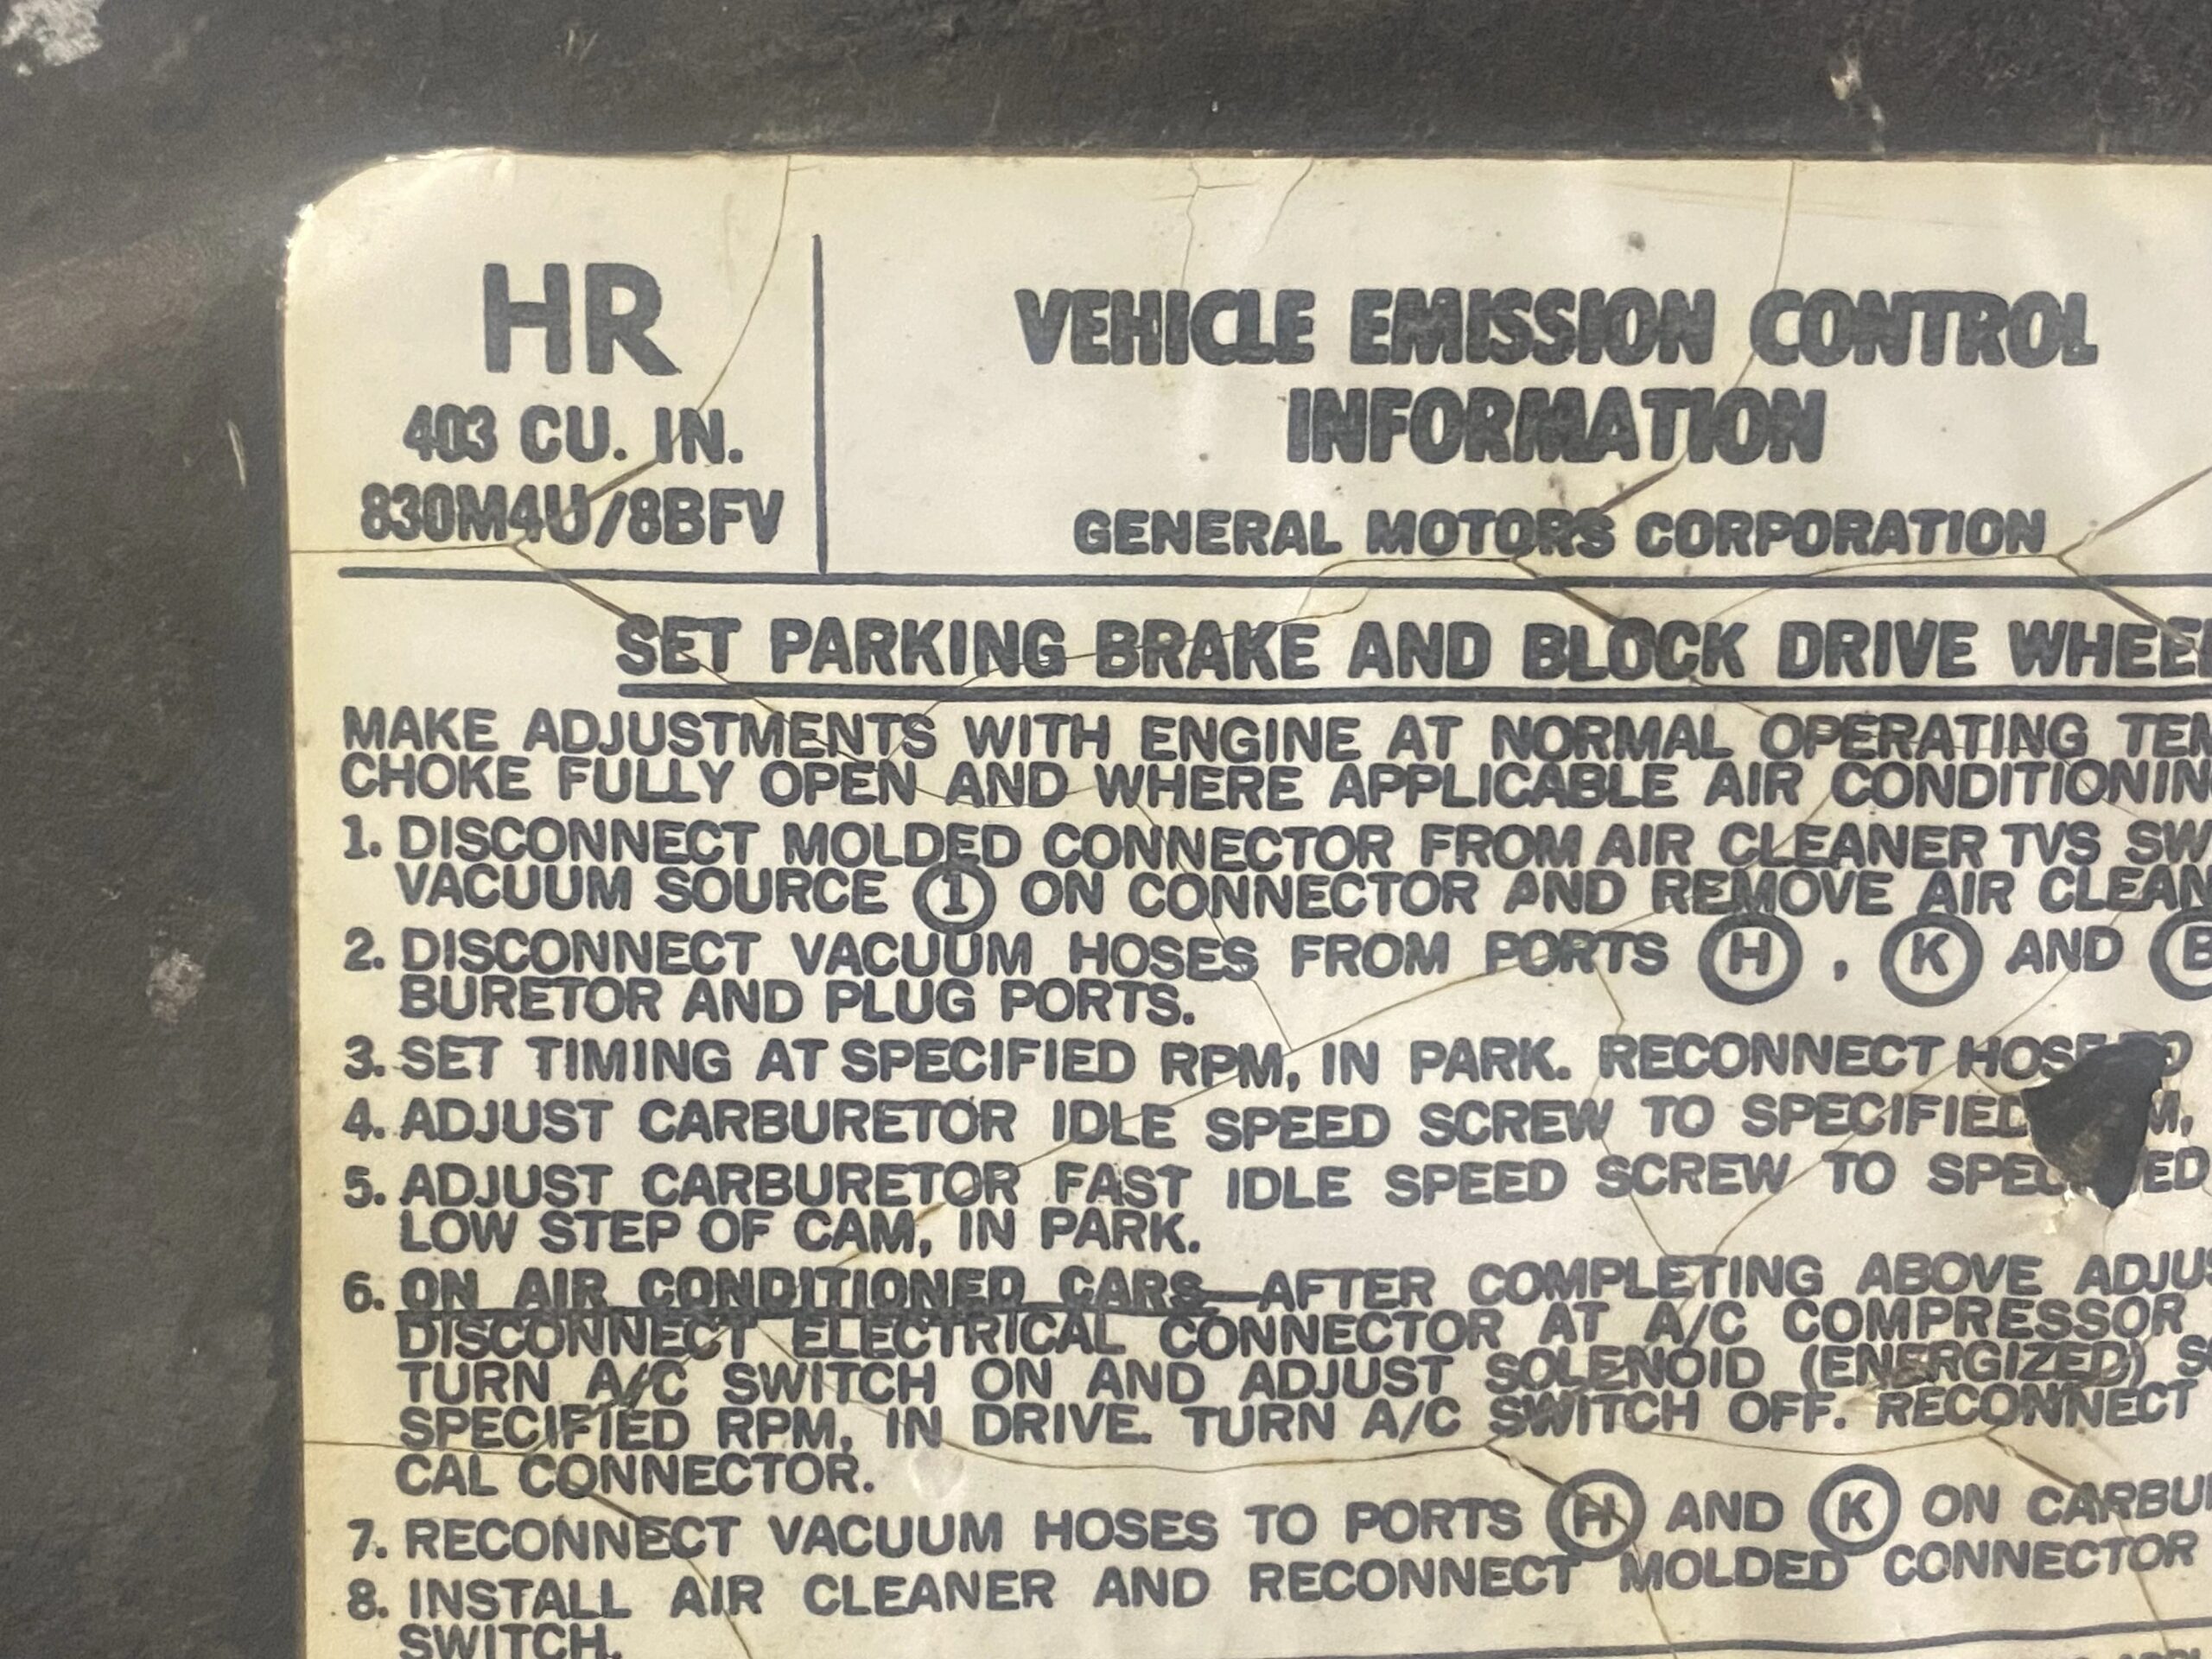 HR
403 CU. IN.
830M4U/8BFV
VEHICLE EMISSION CONTROL
INFORMATION
GENERAL MOTORS CORPORATION
SET PARKING BRAKE AND BLOCK DRIVE
MAKE ADJUSTMENTS WITH ENGINE AT NORMAL OPERATING
CHOKE FULLY OPEN AND WHERE APPLICABLE AIR
1. DISCONNECT MOLDED CONNECTOR FROM AIR CLEANER TVS
VACUUM SOURCE 1 ON CONNECTOR AND REMOVE AIR
2. DISCONNECT VACUUM HOSES FROM PORTS H , K AND B
BURETOR AND PLUG PORTS.
3. SET TIMING AT SPECIFIED RPM, IN PARK. RECONNECT
4. ADJUST CARBURETOR IDLE SPEED SCREW TO SPECIFIED
5. ADJUST CARBURETOR FAST IDLE SPEED SCREW TO
LOW STEP OF CAM, IN PARK.
6. ON AIR CONDITIONED CARS—AFTER COMPLETING ABOVE
DISCONNECT ELECTRICAL CONNECTOR AT A/C COMPRESSOR
TURN A/C SWITCH ON AND ADJUST SOLENOID (ENERGIZED)
SPECIFIED RPM, IN DRIVE. TURN A/C SWITCH OFF. RECONNECT
CAL CONNECTOR.
7. RECONNECT VACUUM HOSES TO PORTS H AND K ON
8. INSTALL AIR CLEANER AND RECONNECT MOLDED CONNECTOR
SWITCH.